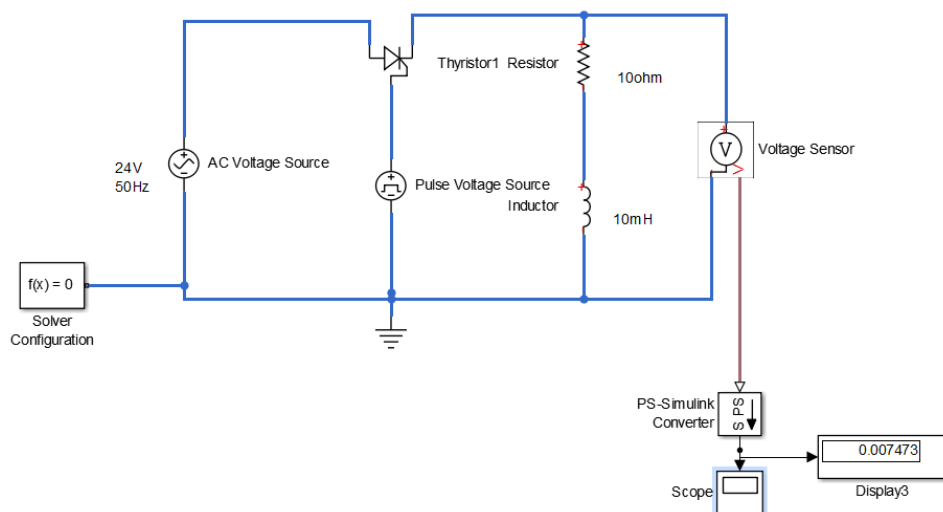 Thyristor1 Resistor
10ohm
V
Voltage Sensor
24V
50Hz
AC Voltage Source
Pulse Voltage Source
Inductor
10mH
f(x) = 0
Solver
Configuration
PS-Simulink
Converter
S PS
0.007473
Scope
Display3